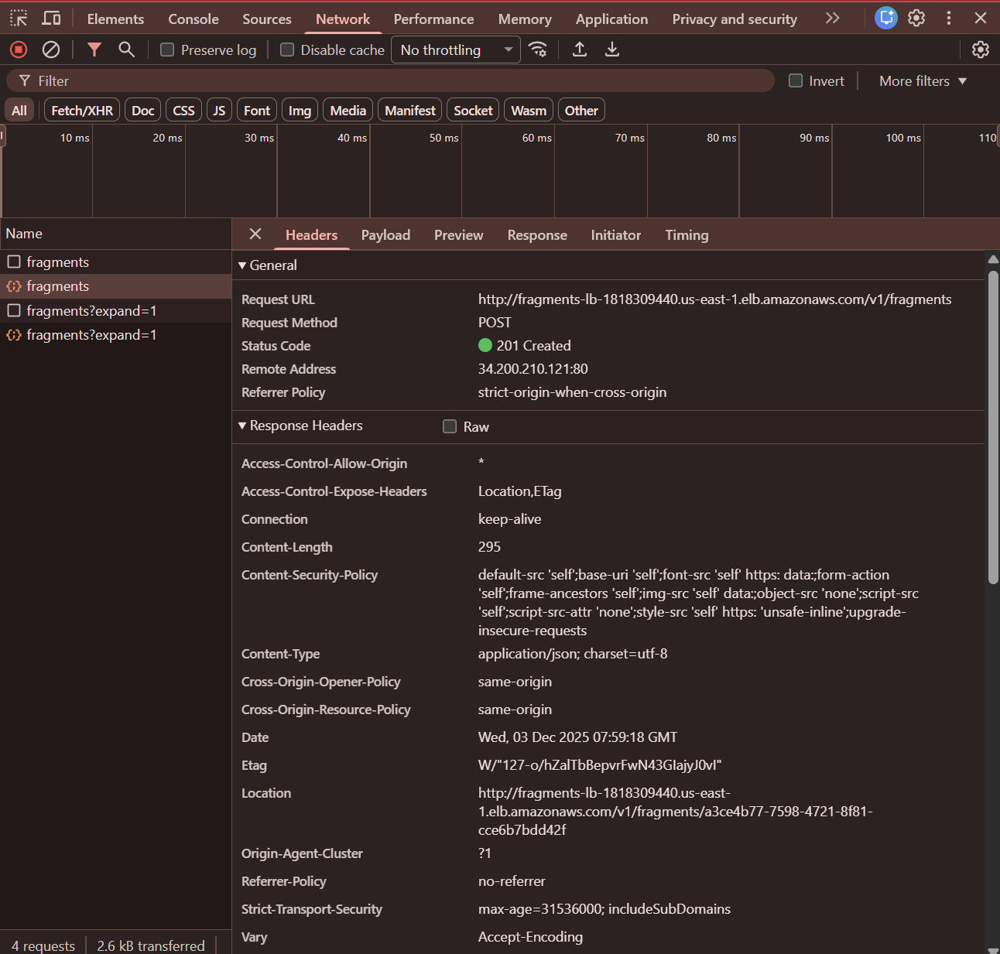 Elements Console Sources Network Performance Memory Application Privacy and security
Preserve log Disable cache No throttling
Filter Invert More filters
All Fetch/XHR Doc CSS JS Font Img Media Manifest Socket Wasm Other
10 ms 20 ms 30 ms 40 ms 50 ms 60 ms 70 ms 80 ms 90 ms 100 ms 110
Name
fragments
fragments
fragments?expand=1
fragments?expand=1
Headers Payload Preview Response Initiator Timing
General
Request URL http://fragments-lb-1818309440.us-east-1.elb.amazonaws.com/v1/fragments
Request Method POST
Status Code 201 Created
Remote Address 34.200.210.121:80
Referrer Policy strict-origin-when-cross-origin
Response Headers Raw
Access-Control-Allow-Origin *
Access-Control-Expose-Headers Location,ETag
Connection keep-alive
Content-Length 295
Content-Security-Policy default-src 'self';base-uri 'self';font-src 'self' https: data:;form-action
'self';frame-ancestors 'self';img-src 'self' data:;object-src 'none';script-src
'self';script-src-attr 'none';style-src 'self' https: 'unsafe-inline';upgrade-
insecure-requests
Content-Type application/json; charset=utf-8
Cross-Origin-Opener-Policy same-origin
Cross-Origin-Resource-Policy same-origin
Date Wed, 03 Dec 2025 07:59:18 GMT
Etag W/"127-o/hZalTbBepvrFwN43GIajyJ0vI"
Location http://fragments-lb-1818309440.us-east-
1.elb.amazonaws.com/v1/fragments/a3ce4b77-7598-4721-8f81-
cce6b7bdd42f
Origin-Agent-Cluster ?1
Referrer-Policy no-referrer
Strict-Transport-Security max-age=31536000; includeSubDomains
Vary Accept-Encoding
4 requests 2.6 kB transferred